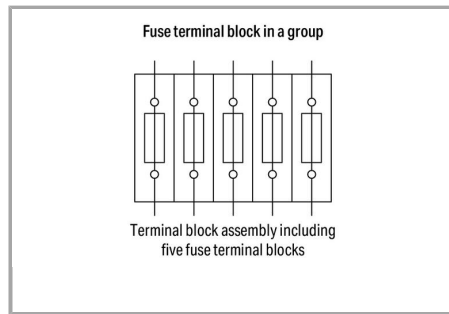 Fuse terminal block in a group
Terminal block assembly including
five fuse terminal blocks